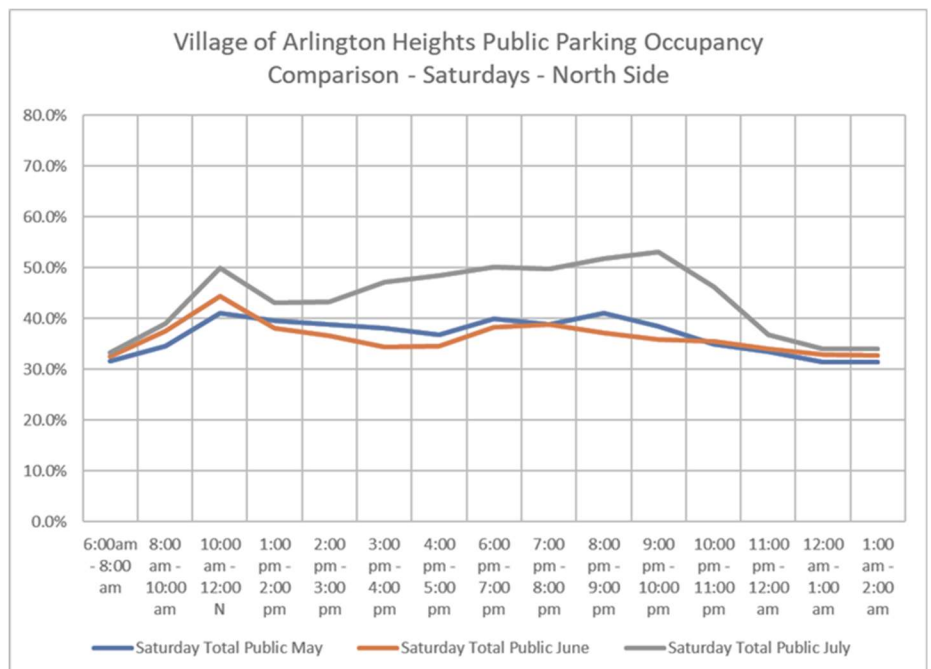 Village of Arlington Heights Public Parking Occupancy
Comparison - Saturdays - North Side
80.0%
70.0%
60.0%
50.0%
40.0%
30.0%
20.0%
10.0%
0.0%
6:00am - 8:00 am
8:00 am - 10:00 am
10:00 am - 12:00 N
1:00 pm - 2:00 pm
2:00 pm - 3:00 pm
3:00 pm - 4:00 pm
4:00 pm - 5:00 pm
6:00 pm - 7:00 pm
7:00 pm - 8:00 pm
8:00 pm - 9:00 pm
9:00 pm - 10:00 pm
10:00 pm - 11:00 pm
11:00 pm - 12:00 am
12:00 am - 1:00 am
1:00 am - 2:00 am
Saturday Total Public May
Saturday Total Public June
Saturday Total Public July